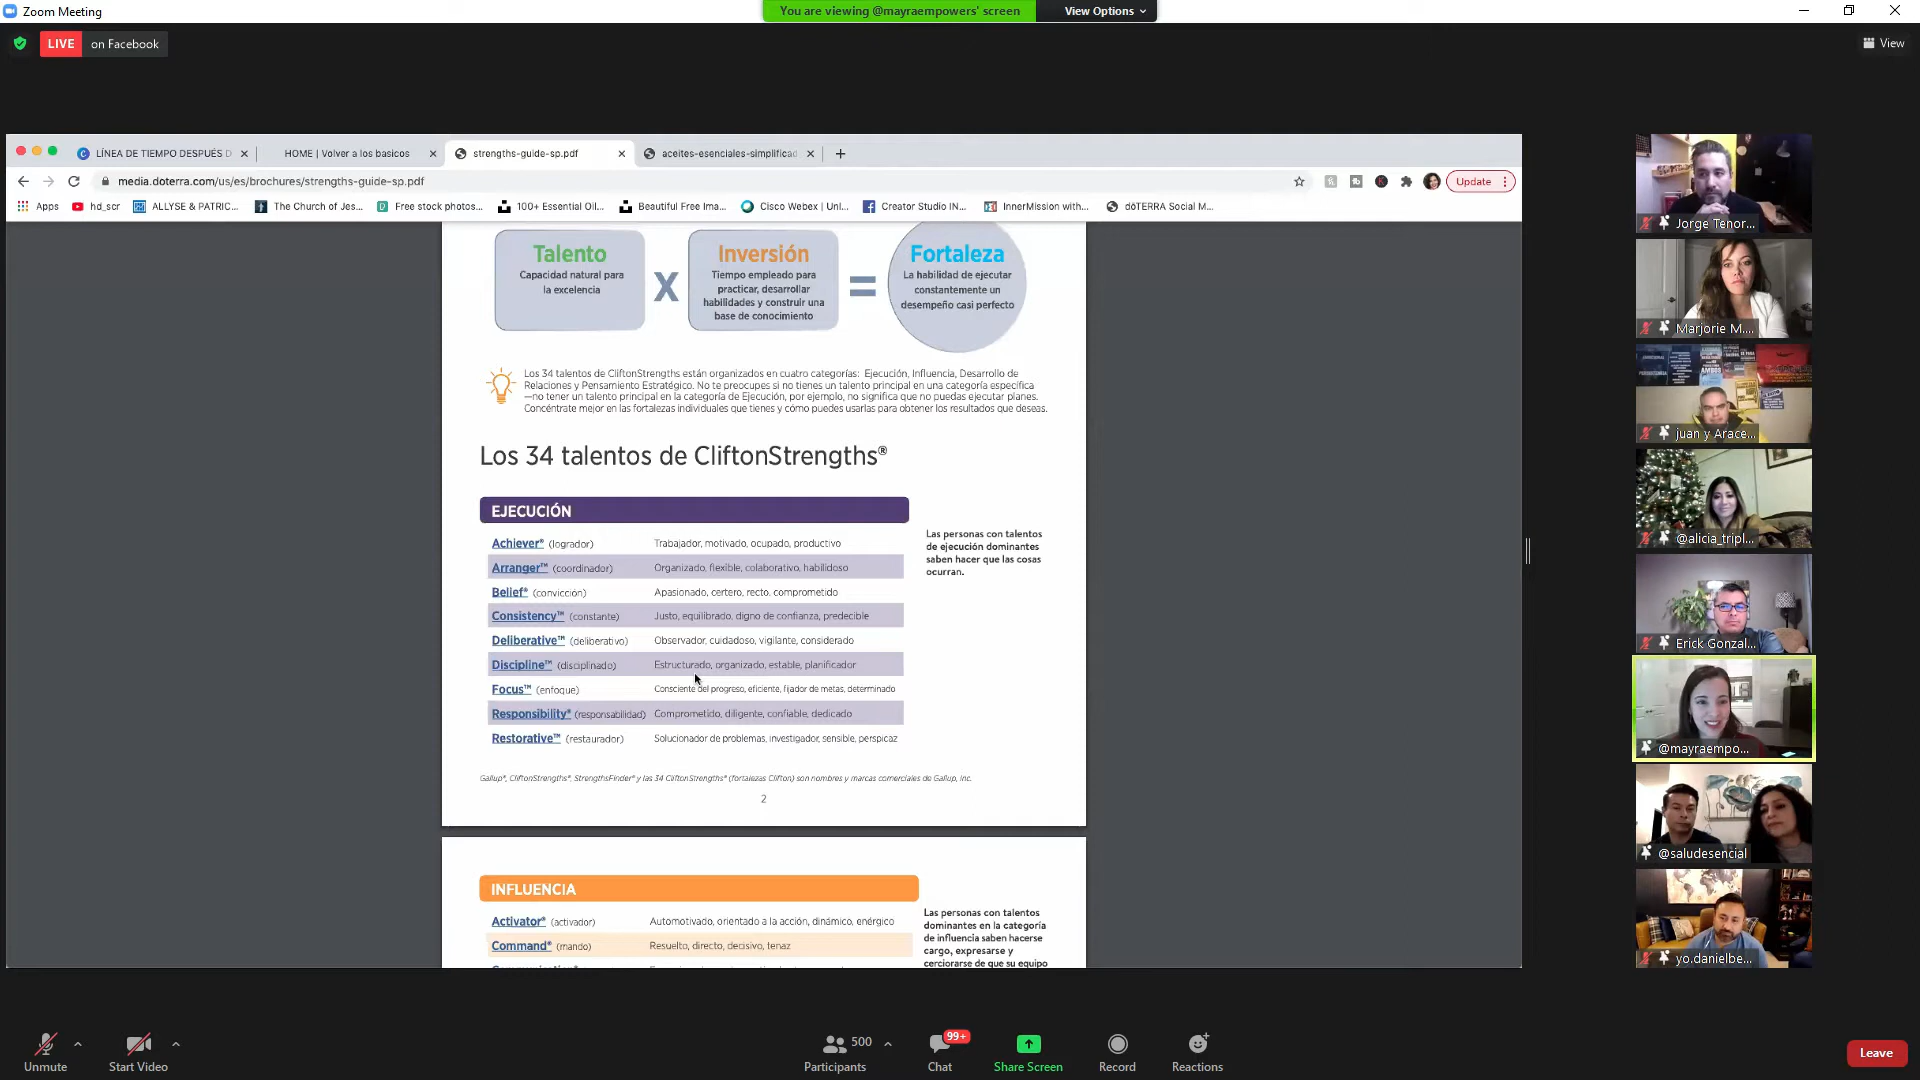 Zoom Meeting
You are viewing @mayraempowers' screen
View Options
LIVE on Facebook
View
LÍNEA DE TIEMPO DESPUÉS D
HOME | Volver a los basicos
strengths-guide-sp.pdf
aceites-esenciales-simplificad
media.doterra.com/us/es/brochures/strengths-guide-sp.pdf
Update
Apps
hd_scr
ALLYSE & PATRIC...
The Church of Jes...
Free stock photos...
100+ Essential Oil...
Beautiful Free Ima...
Cisco Webex | Unl...
Creator Studio IN...
InnerMission with...
dōTERRA Social M...
Talento
Capacidad natural para
la excelencia
X
Inversión
Tiempo empleado para
practicar, desarrollar
habilidades y construir una
base de conocimiento
=
Fortaleza
La habilidad de ejecutar
constantemente un
desempeño casi perfecto
Los 34 talentos de CliftonStrengths están organizados en cuatro categorías: Ejecución, Influencia, Desarrollo de
Relaciones y Pensamiento Estratégico. No te preocupes si no tienes un talento principal en una categoría específica
—no tener un talento principal en la categoría de Ejecución, por ejemplo, no significa que no puedas ejecutar planes.
Concéntrate mejor en las fortalezas individuales que tienes y cómo puedes usarlas para obtener los resultados que deseas.
Los 34 talentos de CliftonStrengths®
EJECUCIÓN
Achiever® (logrador) Trabajador, motivado, ocupado, productivo
Arranger™ (coordinador) Organizado, flexible, colaborativo, habilidoso
Belief® (convicción) Apasionado, certero, recto, comprometido
Consistency™ (constante) Justo, equilibrado, digno de confianza, predecible
Deliberative™ (deliberativo) Observador, cuidadoso, vigilante, considerado
Discipline™ (disciplinado) Estructurado, organizado, estable, planificador
Focus™ (enfoque) Consciente del progreso, eficiente, fijador de metas, determinado
Responsibility® (responsabilidad) Comprometido, diligente, confiable, dedicado
Restorative™ (restaurador) Solucionador de problemas, investigador, sensible, perspicaz
Las personas con talentos
de ejecución dominantes
saben hacer que las cosas
ocurran.
Gallup®, CliftonStrengths®, StrengthsFinder® y las 34 CliftonStrengths® (fortalezas Clifton) son nombres y marcas comerciales de Gallup, Inc.
2
INFLUENCIA
Activator® (activador) Automotivado, orientado a la acción, dinámico, enérgico
Command® (mando) Resuelto, directo, decisivo, tenaz
Las personas con talentos
dominantes en la categoría
de influencia saben hacerse
cargo, expresarse y
cerciorarse de que su equipo
Jorge Tenor...
Marjorie M....
juan y Arace...
@alicia_tripl...
Erick Gonzal...
@mayraempo...
@saludesencial
yo.danielbe...
Unmute
Start Video
500
Participants
99+
Chat
Share Screen
Record
Reactions
Leave